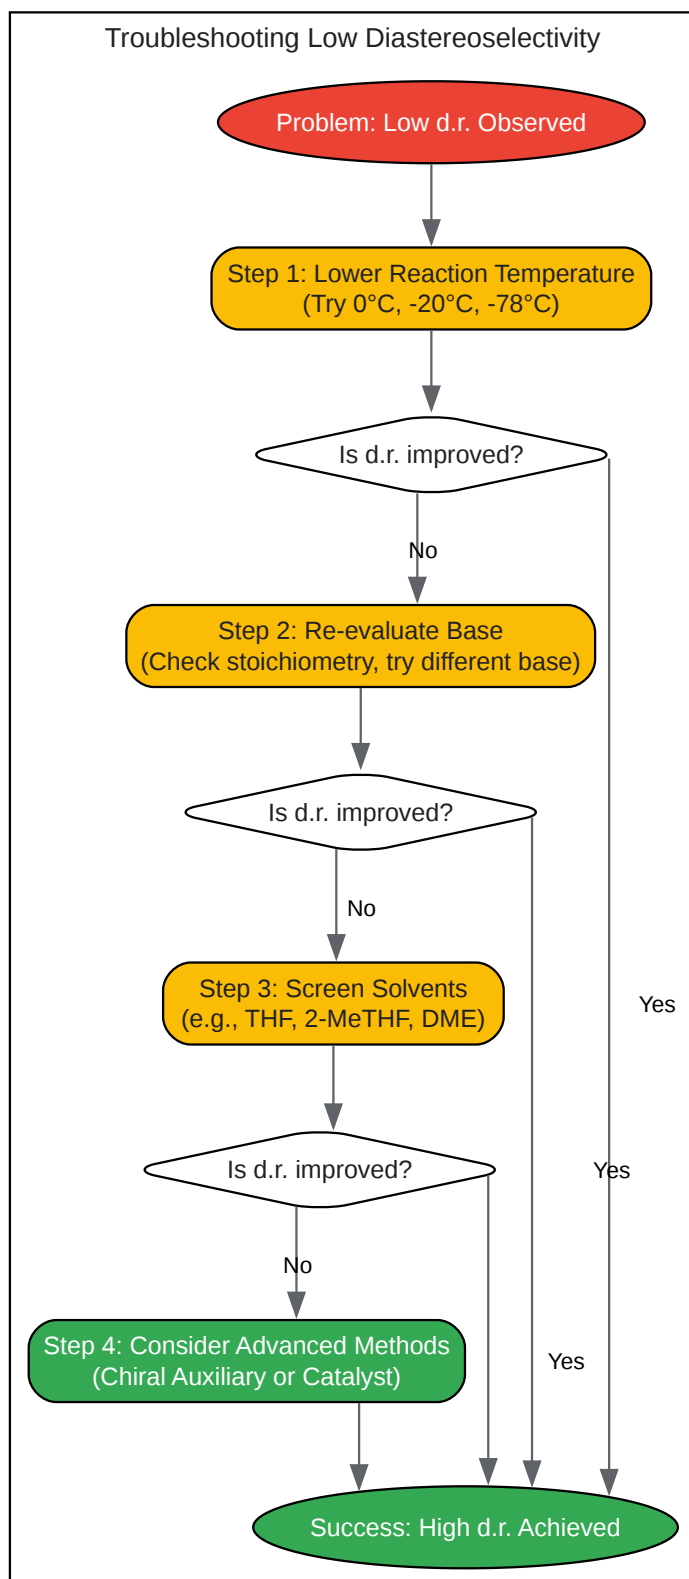 Troubleshooting Low Diastereoselectivity
Problem: Low d.r. Observed
Step 1: Lower Reaction Temperature
(Try 0°C, -20°C, -78°C)
Is d.r. improved?
No
Step 2: Re-evaluate Base
(Check stoichiometry, try different base)
Is d.r. improved?
No
Step 3: Screen Solvents
(e.g., THF, 2-MeTHF, DME)
Yes
Is d.r. improved?
Yes
No
Step 4: Consider Advanced Methods
(Chiral Auxiliary or Catalyst)
Yes
Success: High d.r. Achieved